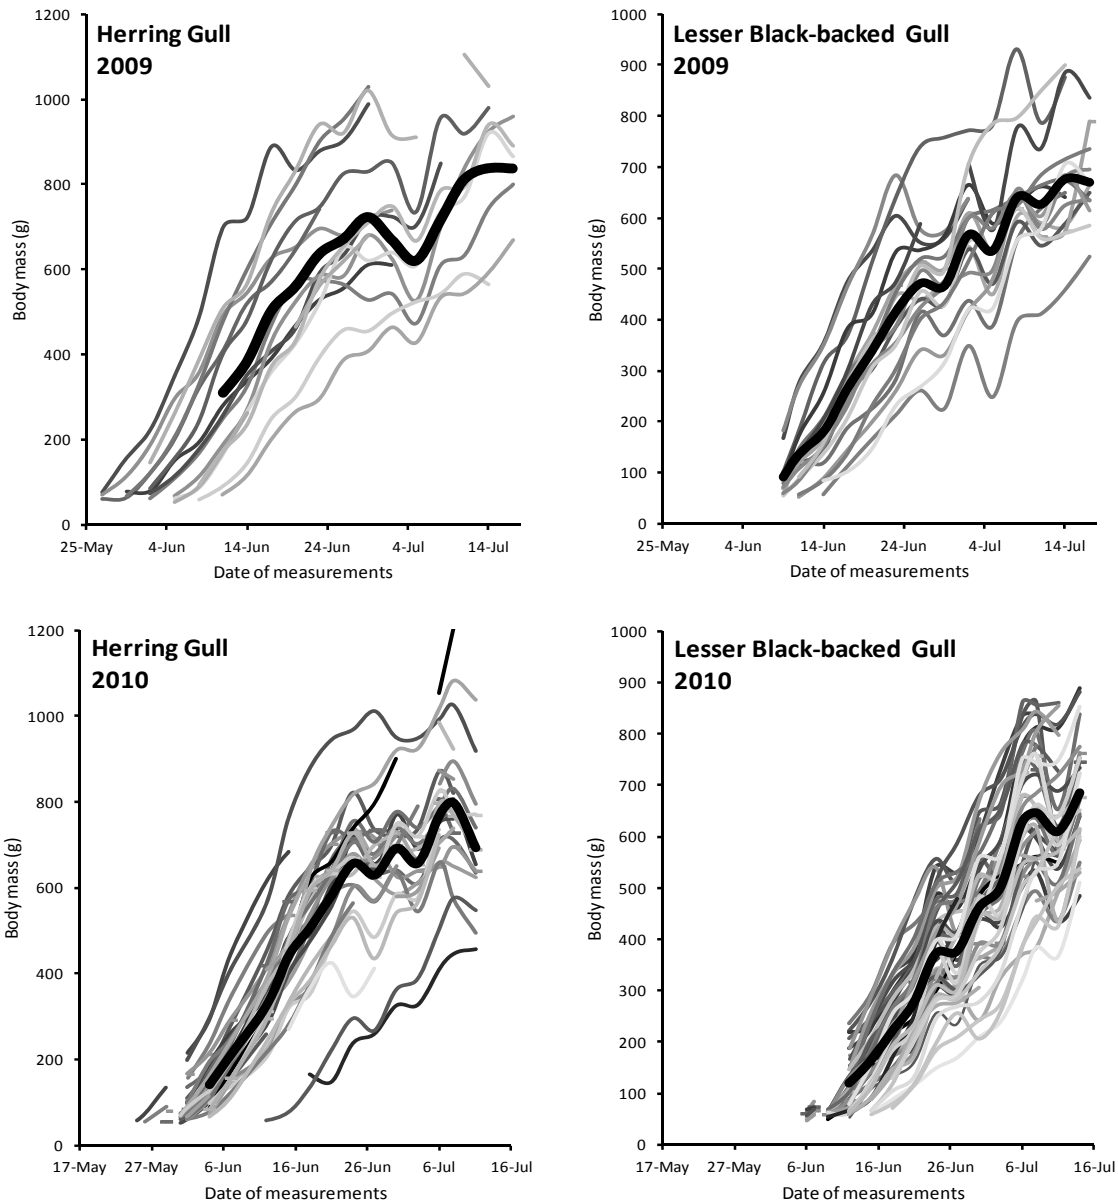 Herring Gull
2009
1200
1000
800
600
400
200
0
Body mass (g)
25-May 4-Jun 14-Jun 24-Jun 4-Jul 14-Jul
Date of measurements
Lesser Black-backed Gull
2009
1000
900
800
700
600
500
400
300
200
100
0
Body mass (g)
25-May 4-Jun 14-Jun 24-Jun 4-Jul 14-Jul
Date of measurements
Herring Gull
2010
1200
1000
800
600
400
200
0
Body mass (g)
17-May 27-May 6-Jun 16-Jun 26-Jun 6-Jul 16-Jul
Date of measurements
Lesser Black-backed Gull
2010
1000
900
800
700
600
500
400
300
200
100
0
Body mass (g)
17-May 27-May 6-Jun 16-Jun 26-Jun 6-Jul 16-Jul
Date of measurements